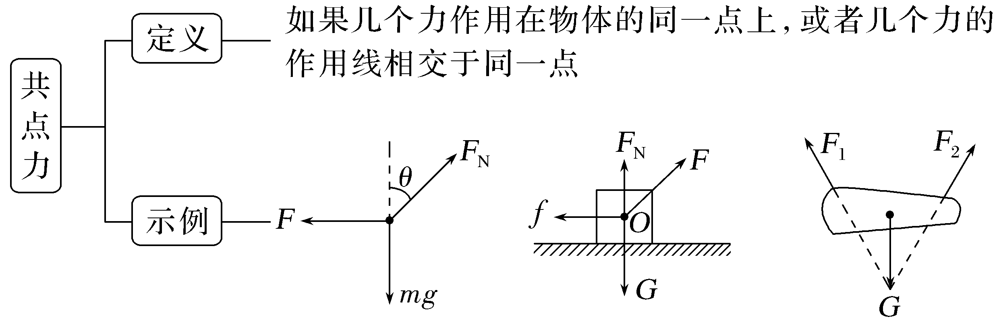 共点力
定义
如果几个力作用在物体的同一点上，或者几个力的
作用线相交于同一点
示例
F
θ
F_N
mg
F_N
F
f
O
G
F_1
F_2
G